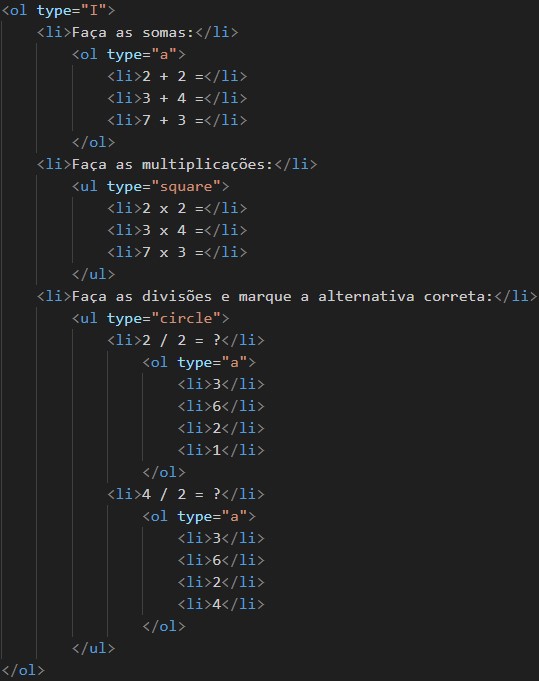 <ol type="I">
<li>Faça as somas:</li>
<ol type="a">
<li>2 + 2 =</li>
<li>3 + 4 =</li>
<li>7 + 3 =</li>
</ol>
<li>Faça as multiplicações:</li>
<ul type="square">
<li>2 x 2 =</li>
<li>3 x 4 =</li>
<li>7 x 3 =</li>
</ul>
<li>Faça as divisões e marque a alternativa correta:</li>
<ul type="circle">
<li>2 / 2 = ?</li>
<ol type="a">
<li>3</li>
<li>6</li>
<li>2</li>
<li>1</li>
</ol>
<li>4 / 2 = ?</li>
<ol type="a">
<li>3</li>
<li>6</li>
<li>2</li>
<li>4</li>
</ol>
</ul>
</ol>